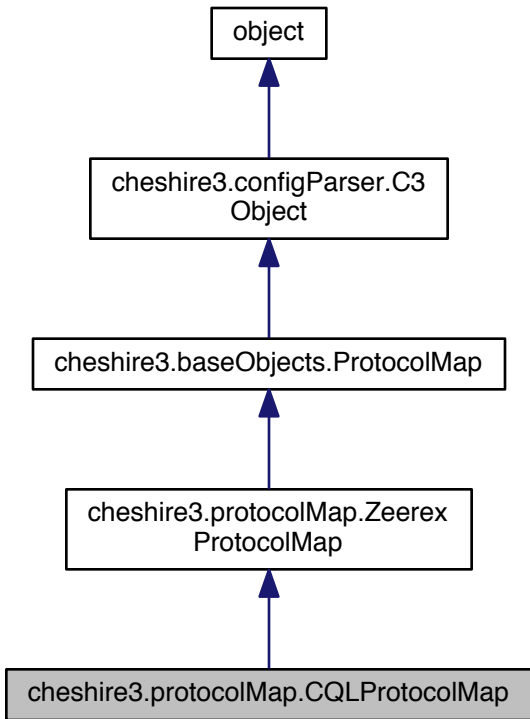 object
cheshire3.configParser.C3
Object
cheshire3.baseObjects.ProtocolMap
cheshire3.protocolMap.Zeerex
ProtocolMap
cheshire3.protocolMap.CQLProtocolMap